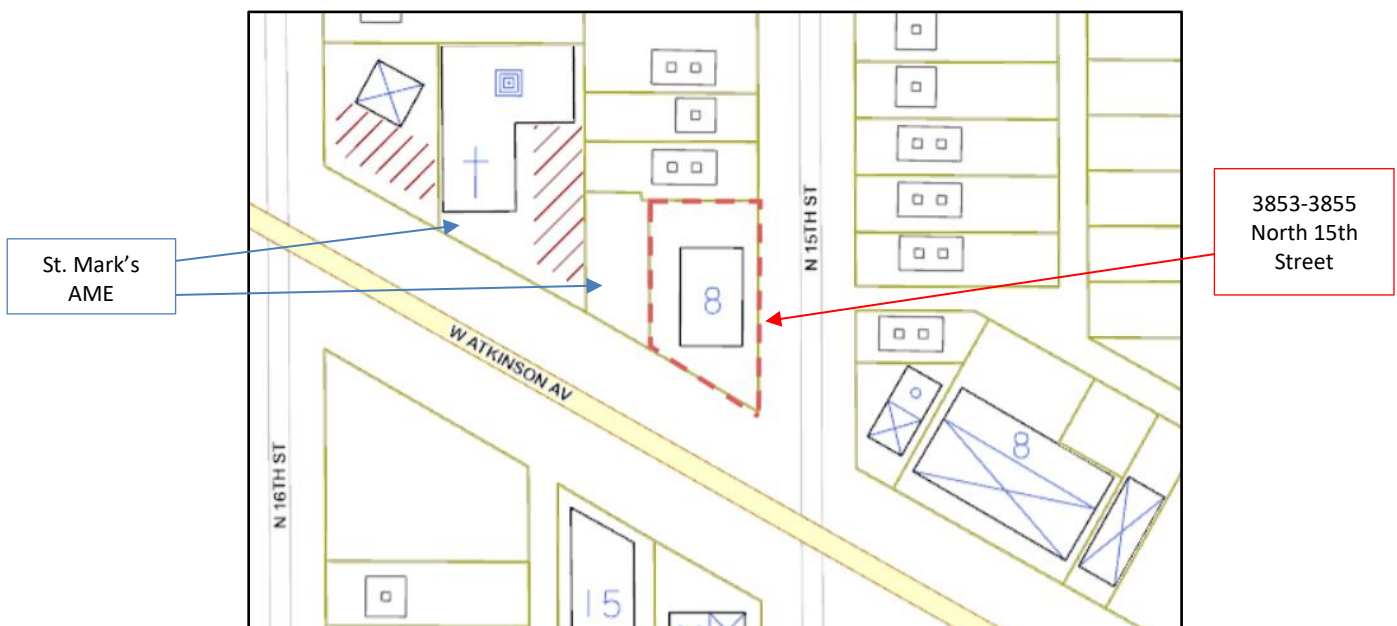 St. Mark's
AME
3853-3855
North 15th
Street
N 15TH ST
8
W ATKINSON AV
8
N 16TH ST
15